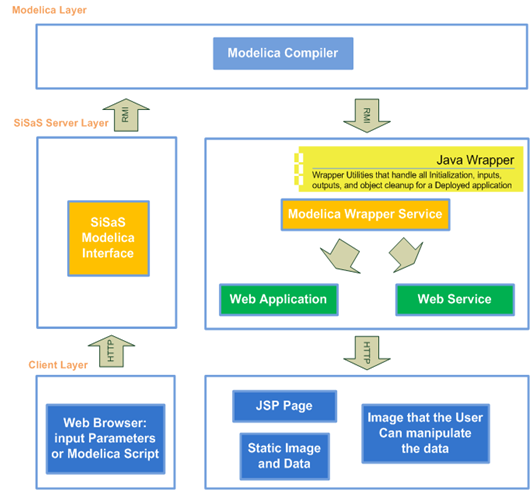 Modelica Layer
Modelica Compiler
RMI
RMI
SiSaS Server Layer
SiSaS
Modelica
Interface
Java Wrapper
Wrapper Utilities that handle all Initialization, inputs,
outputs, and object cleanup for a Deployed application
Modelica Wrapper Service
Web Application
Web Service
HTTP
HTTP
Client Layer
Web Browser:
input Parameters
or Modelica Script
JSP Page
Static Image
and Data
Image that the User
Can manipulate
the data